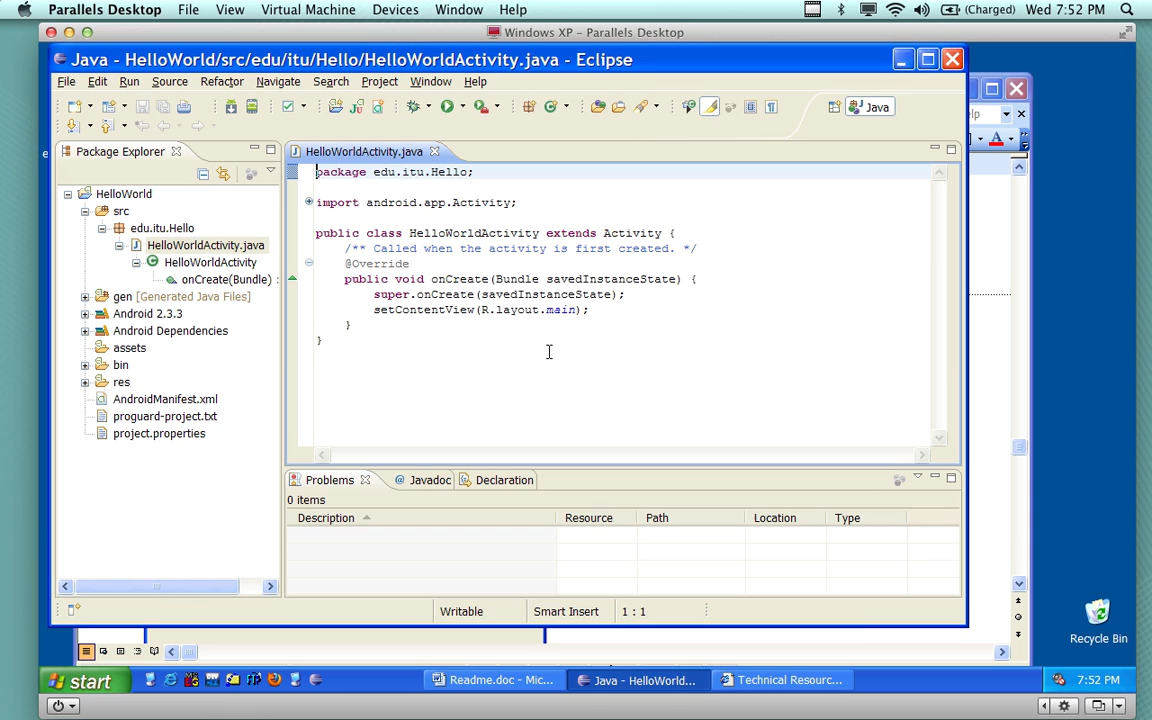 Parallels Desktop File View Virtual Machine Devices Window Help (Charged) Wed 7:52 PM
Windows XP – Parallels Desktop
Java - HelloWorld/src/edu/itu/Hello/HelloWorldActivity.java - Eclipse
File Edit Run Source Refactor Navigate Search Project Window Help
Java
Package Explorer
HelloWorld
src
edu.itu.Hello
HelloWorldActivity.java
HelloWorldActivity
onCreate(Bundle) :
gen [Generated Java Files]
Android 2.3.3
Android Dependencies
assets
bin
res
AndroidManifest.xml
proguard-project.txt
project.properties
HelloWorldActivity.java
package edu.itu.Hello;
import android.app.Activity;
public class HelloWorldActivity extends Activity {
/** Called when the activity is first created. */
@Override
public void onCreate(Bundle savedInstanceState) {
super.onCreate(savedInstanceState);
setContentView(R.layout.main);
}
}
Problems @ Javadoc Declaration
0 items
Description Resource Path Location Type
Writable Smart Insert 1 : 1
Recycle Bin
start Readme.doc - Mic... Java - HelloWorld... Technical Resourc... 7:52 PM